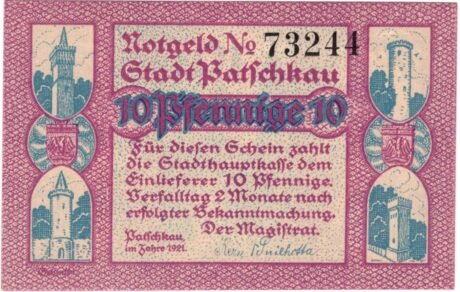 Notgeld No 73244
Stadt Patschkau
10 Pfennige 10
Für diesen Schein zahlt
die Stadthauptkasse dem
Einlieferer 10 Pfennige.
Verfalltag 2 Monate nach
erfolgter Bekanntmachung.
Der Magistrat.
Patschkau,
im Jahre 1921.